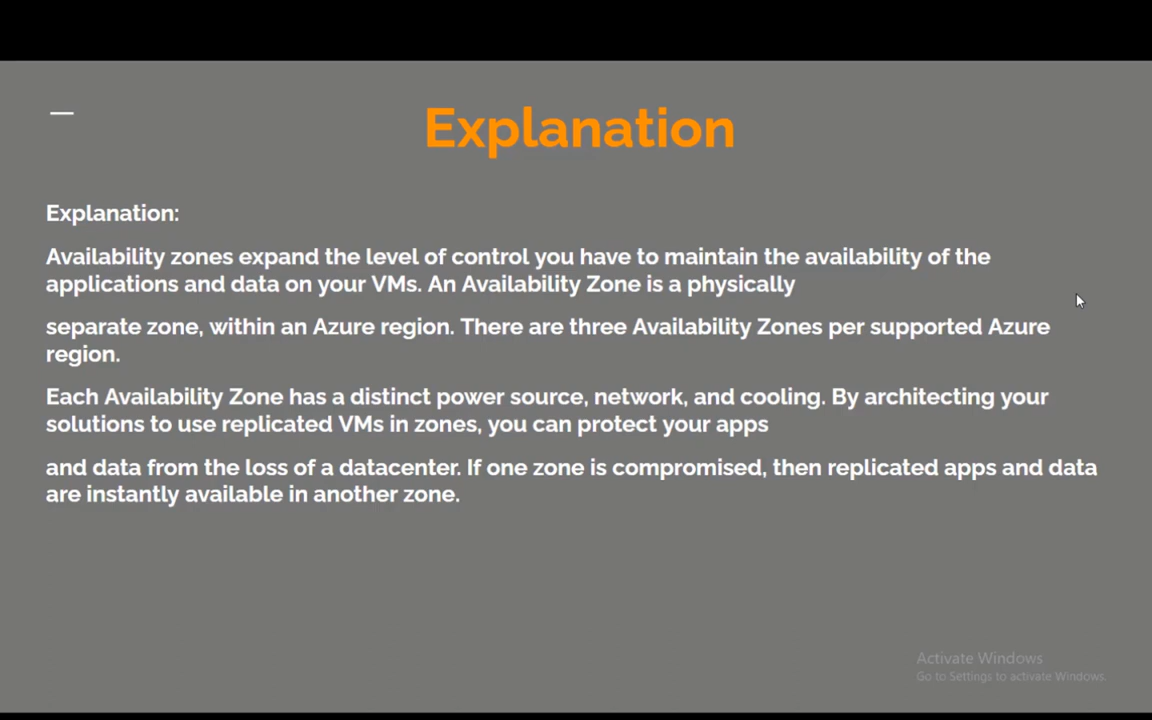 Explanation
Explanation:
Availability zones expand the level of control you have to maintain the availability of the
applications and data on your VMs. An Availability Zone is a physically
separate zone, within an Azure region. There are three Availability Zones per supported Azure
region.
Each Availability Zone has a distinct power source, network, and cooling. By architecting your
solutions to use replicated VMs in zones, you can protect your apps
and data from the loss of a datacenter. If one zone is compromised, then replicated apps and data
are instantly available in another zone.
Activate Windows
Go to Settings to activate Windows.